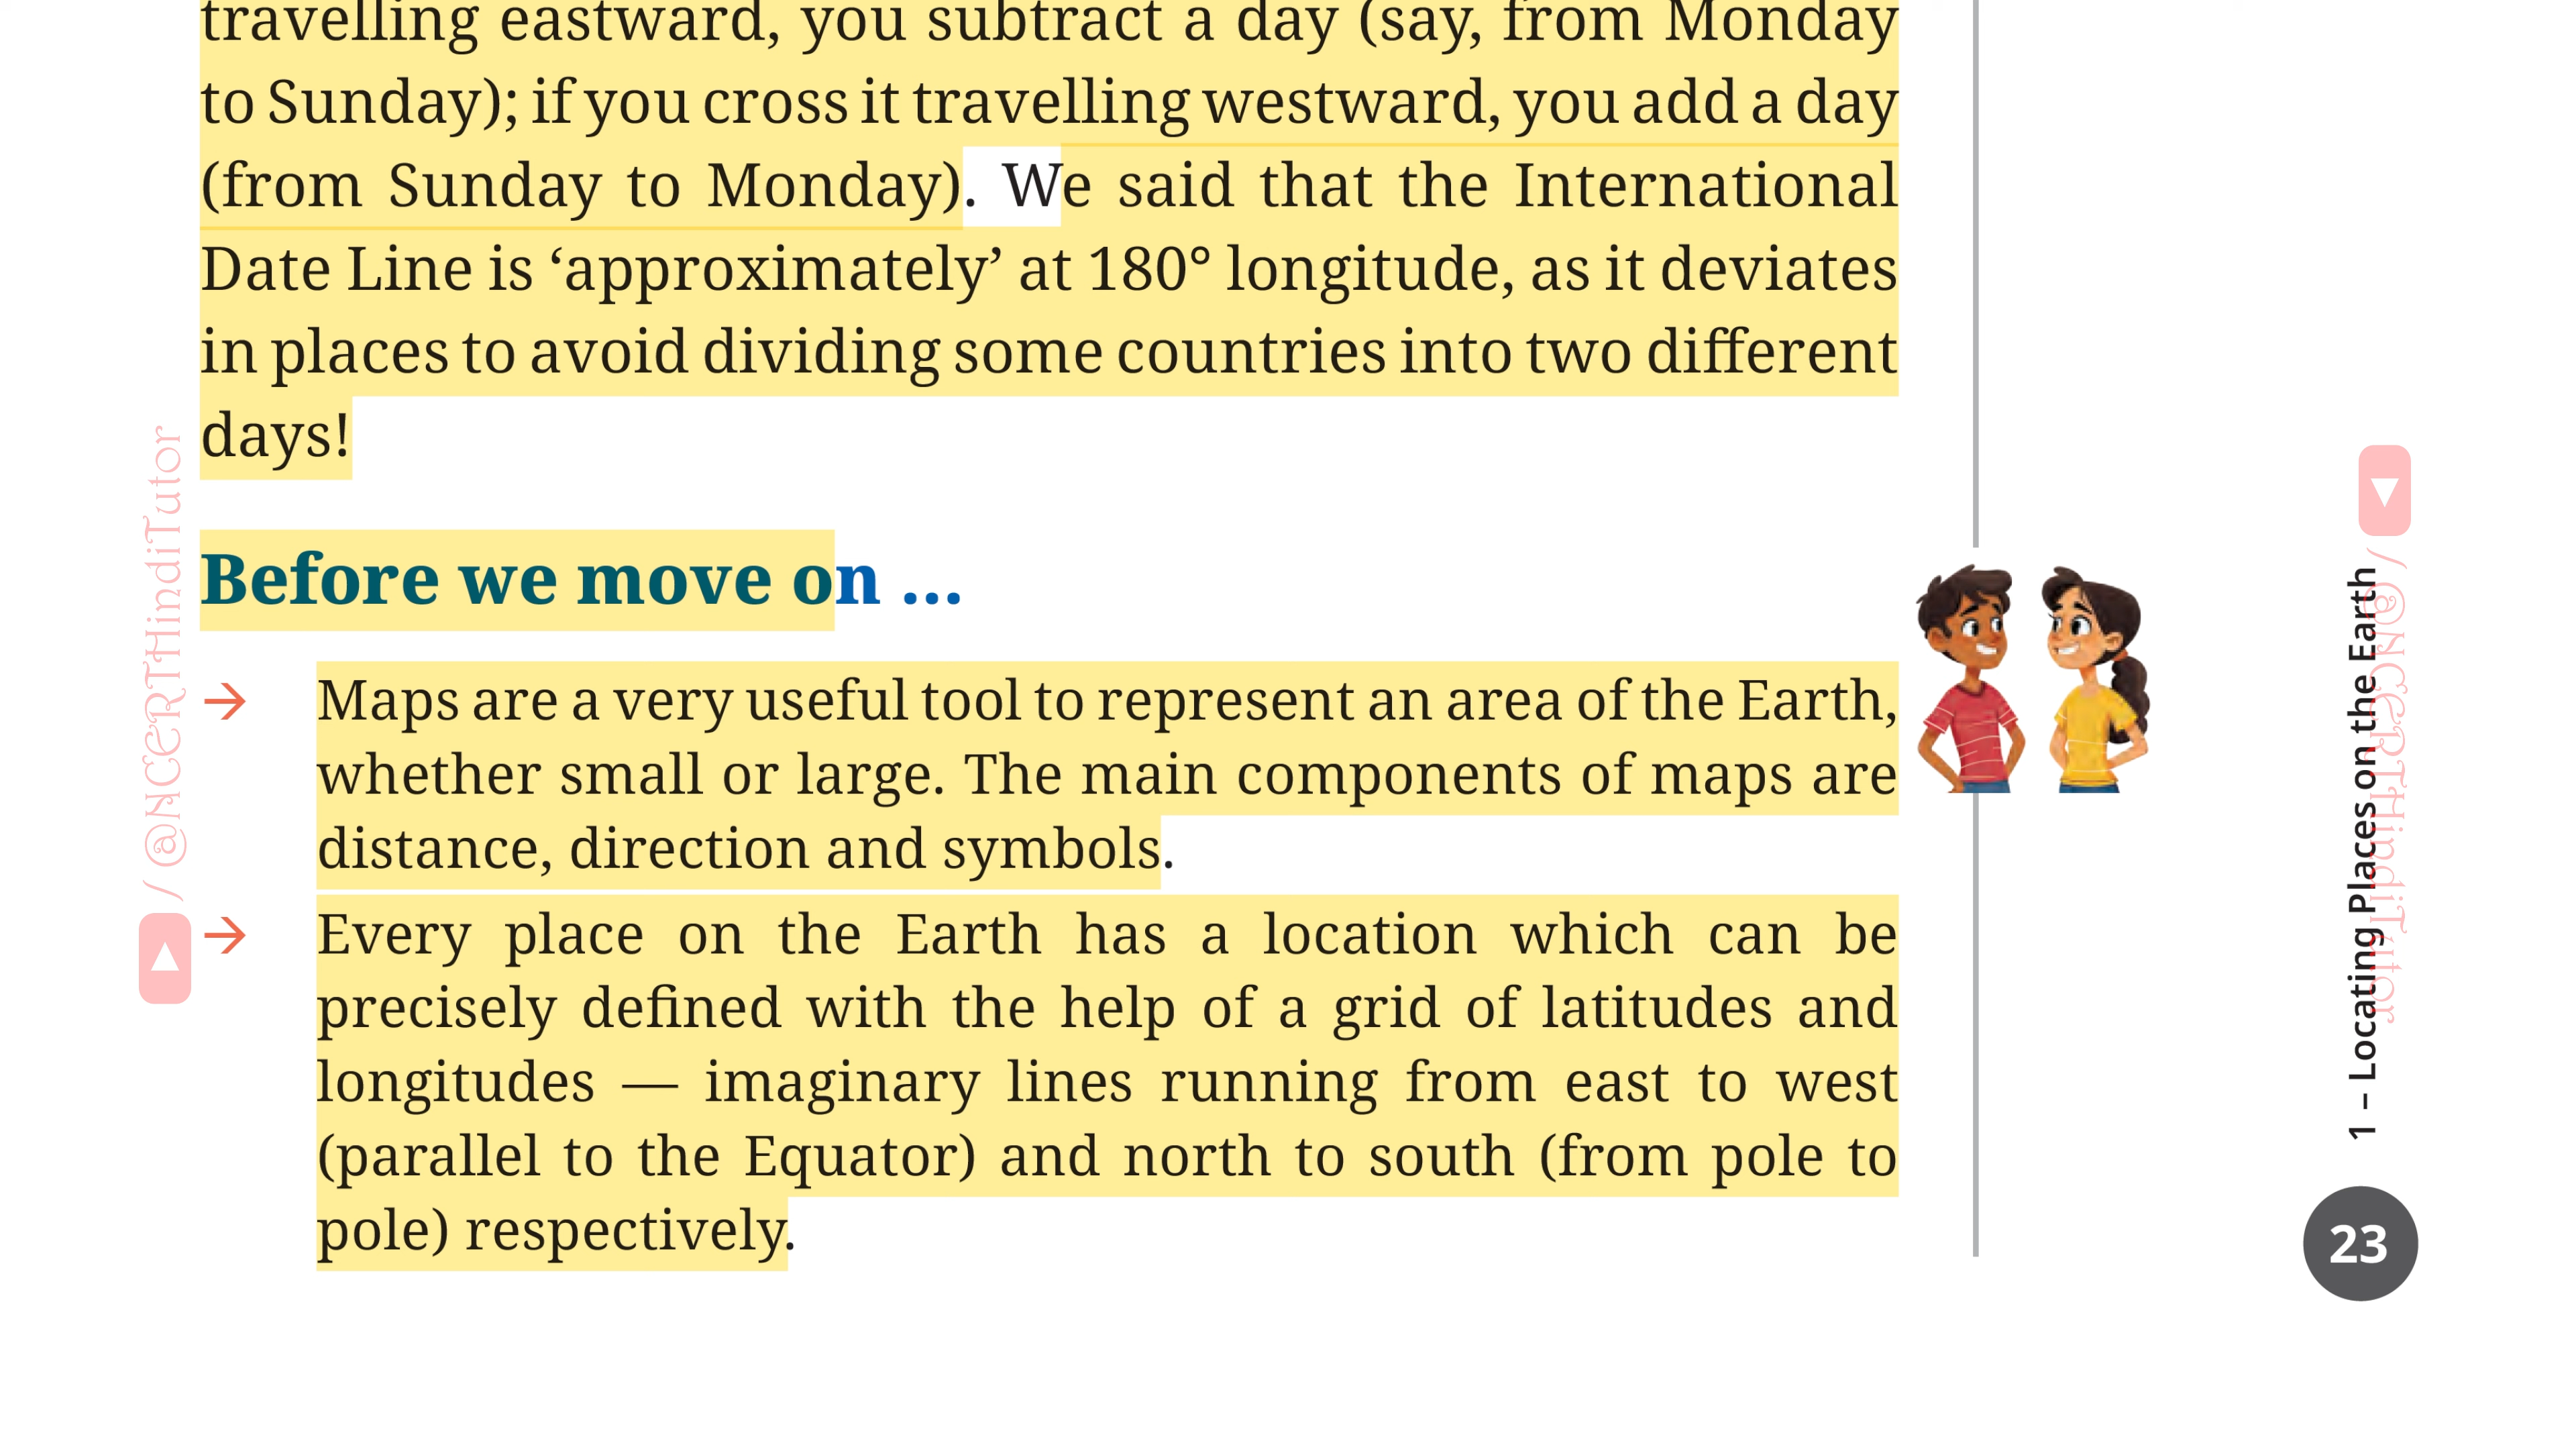 travelling eastward, you subtract a day (say, from Monday
to Sunday); if you cross it travelling westward, you add a day
(from Sunday to Monday). We said that the International
Date Line is ‘approximately’ at 180° longitude, as it deviates
in places to avoid dividing some countries into two different
days!
Before we move on ...
→ Maps are a very useful tool to represent an area of the Earth,
whether small or large. The main components of maps are
distance, direction and symbols.
→ Every place on the Earth has a location which can be
precisely defined with the help of a grid of latitudes and
longitudes — imaginary lines running from east to west
(parallel to the Equator) and north to south (from pole to
pole) respectively.
/ @NCERTHindiTutor
/ @NCERTHindiTutor
1 – Locating Places on the Earth
23